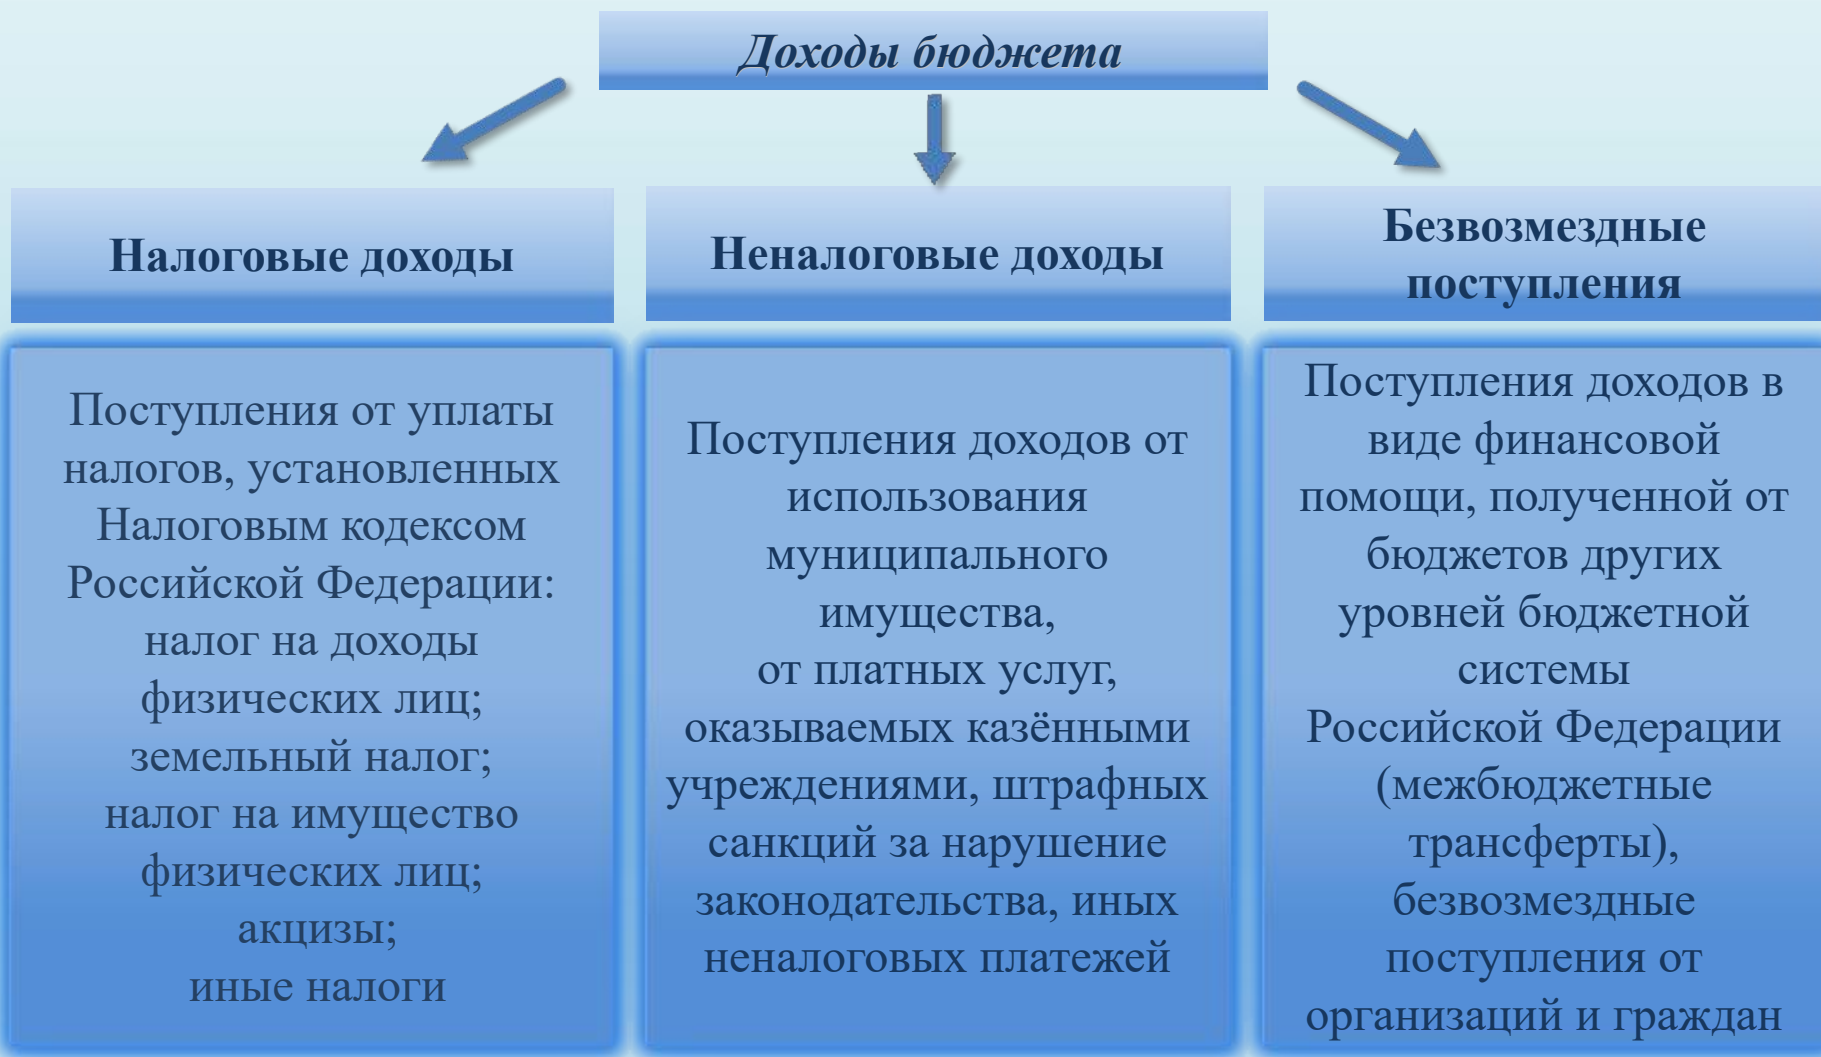 Доходы бюджета
Налоговые доходы
Поступления от уплаты
налогов, установленных
Налоговым кодексом
Российской Федерации:
налог на доходы
физических лиц;
земельный налог;
налог на имущество
физических лиц;
акцизы;
иные налоги
Неналоговые доходы
Поступления доходов от
использования
муниципального
имущества,
от платных услуг,
оказываемых казёнными
учреждениями, штрафных
санкций за нарушение
законодательства, иных
неналоговых платежей
Безвозмездные
поступления
Поступления доходов в
виде финансовой
помощи, полученной от
бюджетов других
уровней бюджетной
системы
Российской Федерации
(межбюджетные
трансферты),
безвозмездные
поступления от
организаций и граждан